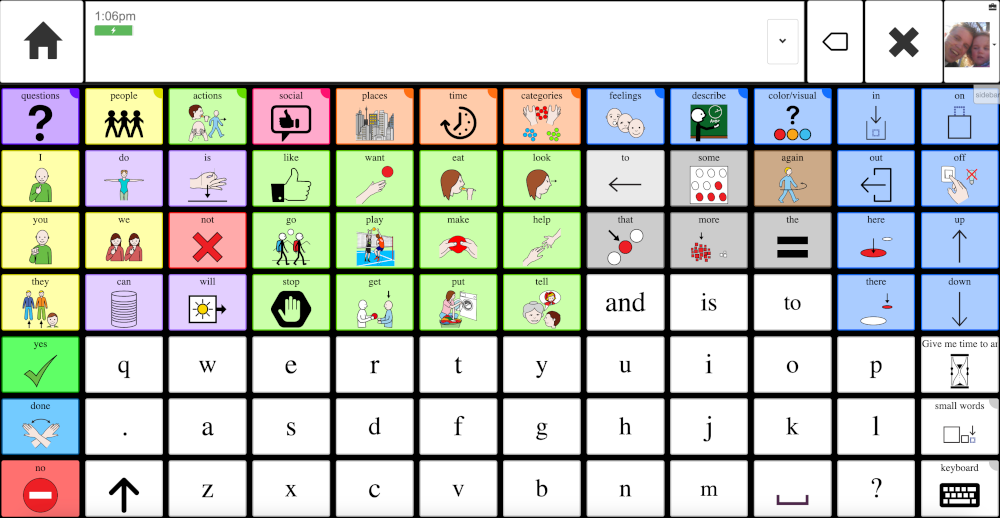 1:06pm
questions people actions social places time categories feelings describe color/visual in on
sidebar
I do is like want eat look to some again out off
you we not go play make help that more the here up
they can will stop get put tell and is to there down
yes q w e r t y u i o p Give me time to an
done . a s d f g h j k l small words
no z x c v b n m ? keyboard